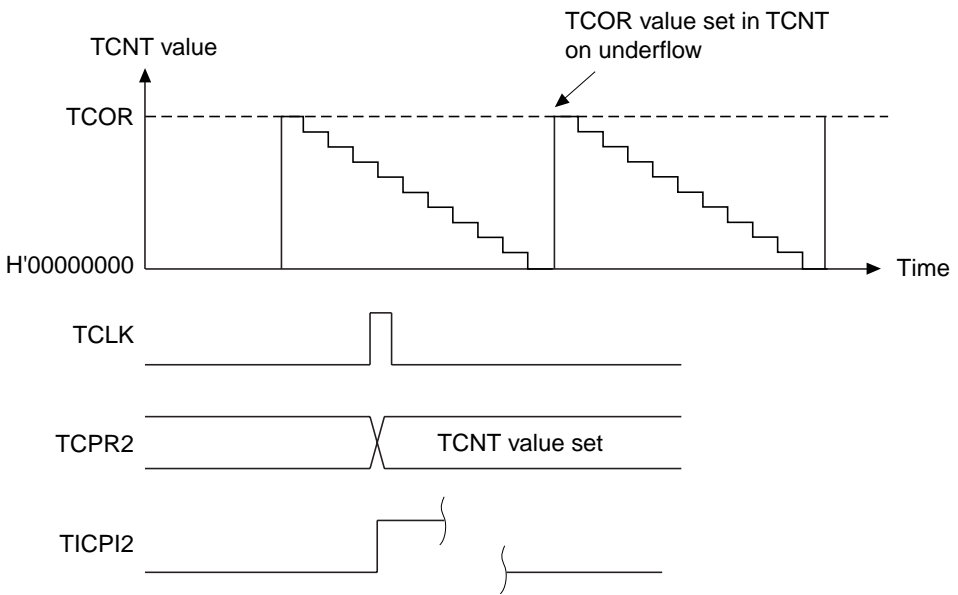 TCOR value set in TCNT
on underflow
TCNT value
TCOR
H'00000000
Time
TCLK
TCPR2
TCNT value set
TICPI2